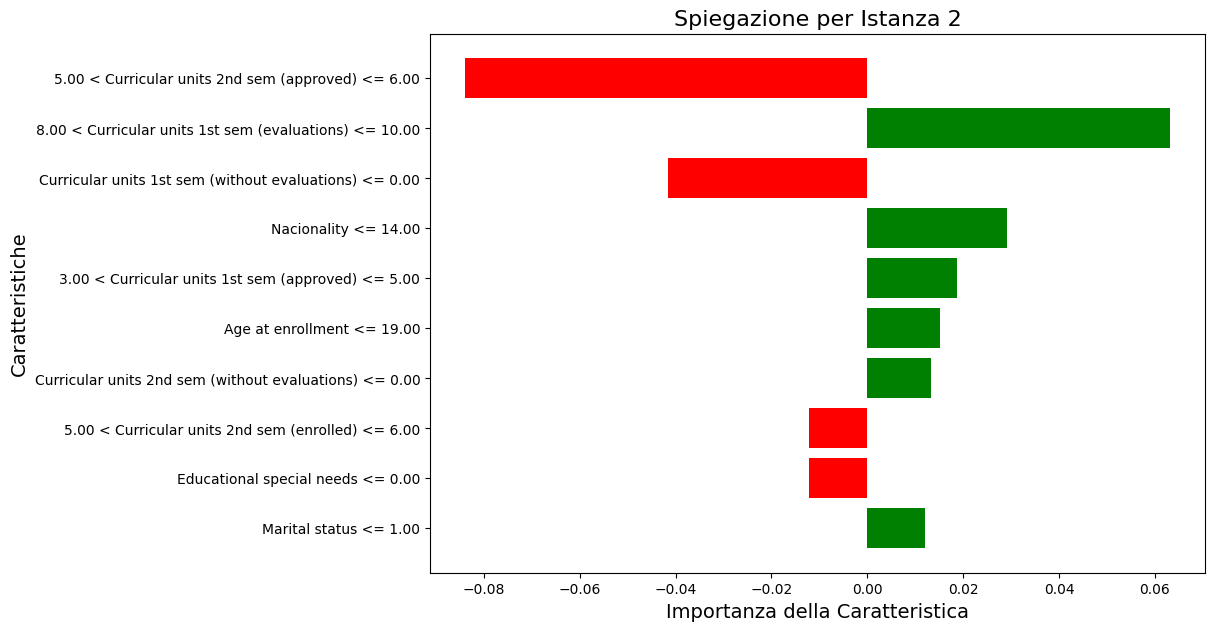 Spiegazione per Istanza 2
Caratteristiche
5.00 < Curricular units 2nd sem (approved) <= 6.00
8.00 < Curricular units 1st sem (evaluations) <= 10.00
Curricular units 1st sem (without evaluations) <= 0.00
Nacionality <= 14.00
3.00 < Curricular units 1st sem (approved) <= 5.00
Age at enrollment <= 19.00
Curricular units 2nd sem (without evaluations) <= 0.00
5.00 < Curricular units 2nd sem (enrolled) <= 6.00
Educational special needs <= 0.00
Marital status <= 1.00
−0.08 −0.06 −0.04 −0.02 0.00 0.02 0.04 0.06
Importanza della Caratteristica